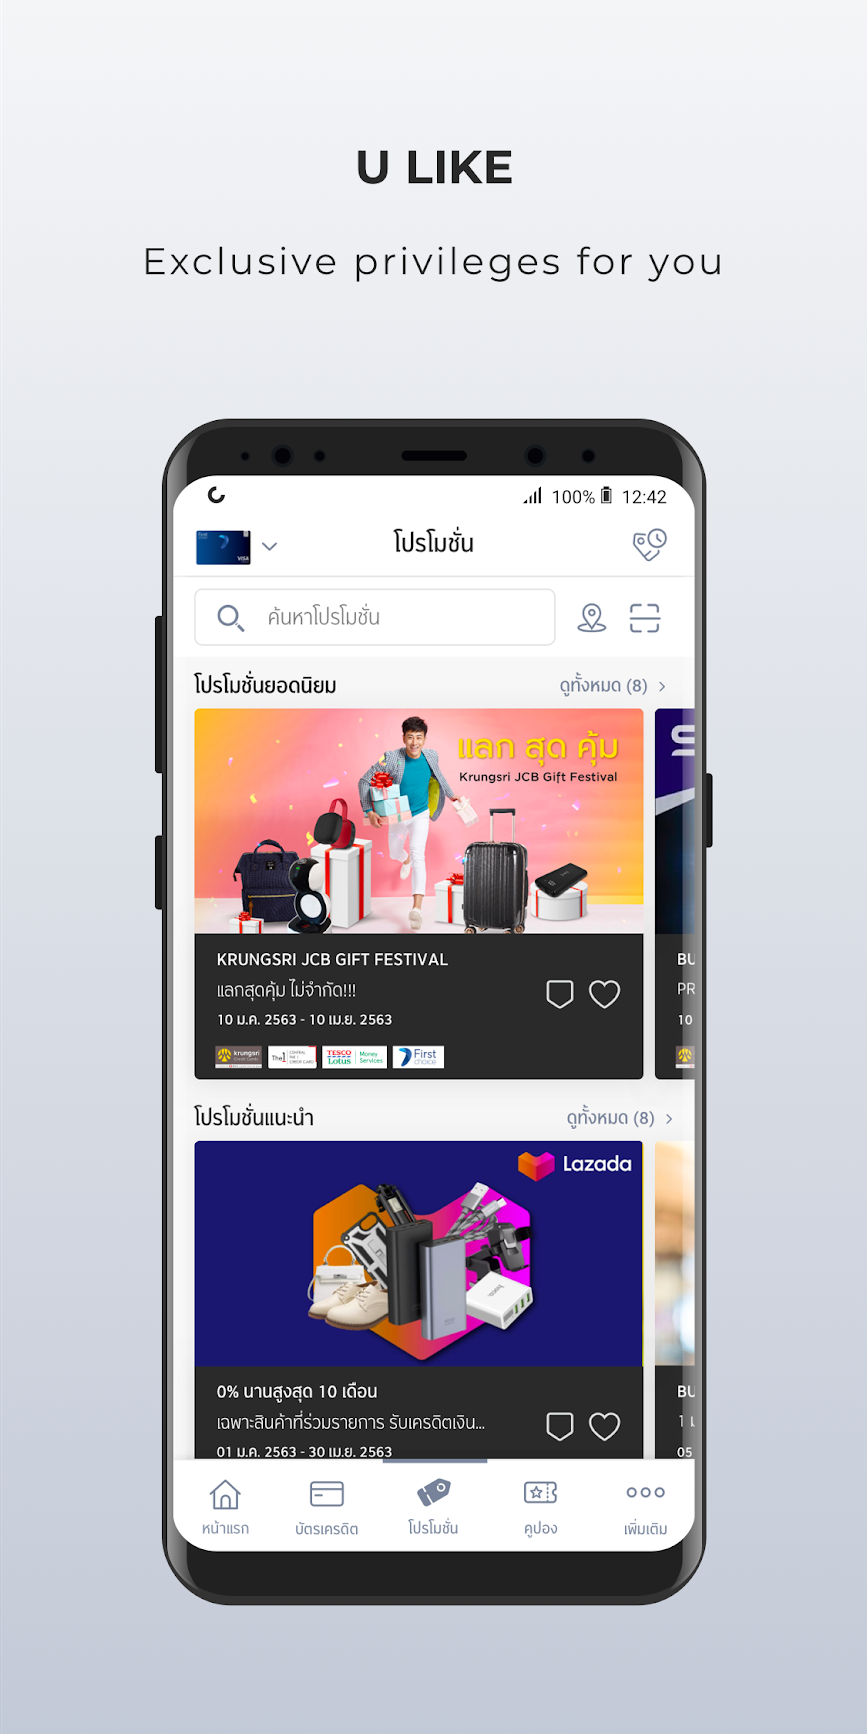 U LIKE
Exclusive privileges for you
100% 12:42
First
VISA
โปรโมชั่น
ค้นหาโปรโมชั่น
โปรโมชั่นยอดนิยม
ดูทั้งหมด (8)
แลก สุด คุ้ม
Krungsri JCB Gift Festival
KRUNGSRI JCB GIFT FESTIVAL
แลกสุดคุ้ม ไม่จำกัด!!!
10 ม.ค. 2563 - 10 เม.ย. 2563
krungsri
The 1 CENTRAL THE 1 CREDIT CARD
TESCO Lotus Money Services
First choice
BU
PR
10
โปรโมชั่นแนะนำ
ดูทั้งหมด (8)
Lazada
0% นานสูงสุด 10 เดือน
เฉพาะสินค้าที่ร่วมรายการ รับเครดิตเงิน...
01 ม.ค. 2563 - 30 เม.ย. 2563
BU
1 เ
05
หน้าแรก
บัตรเครดิต
โปรโมชั่น
คูปอง
เพิ่มเติม